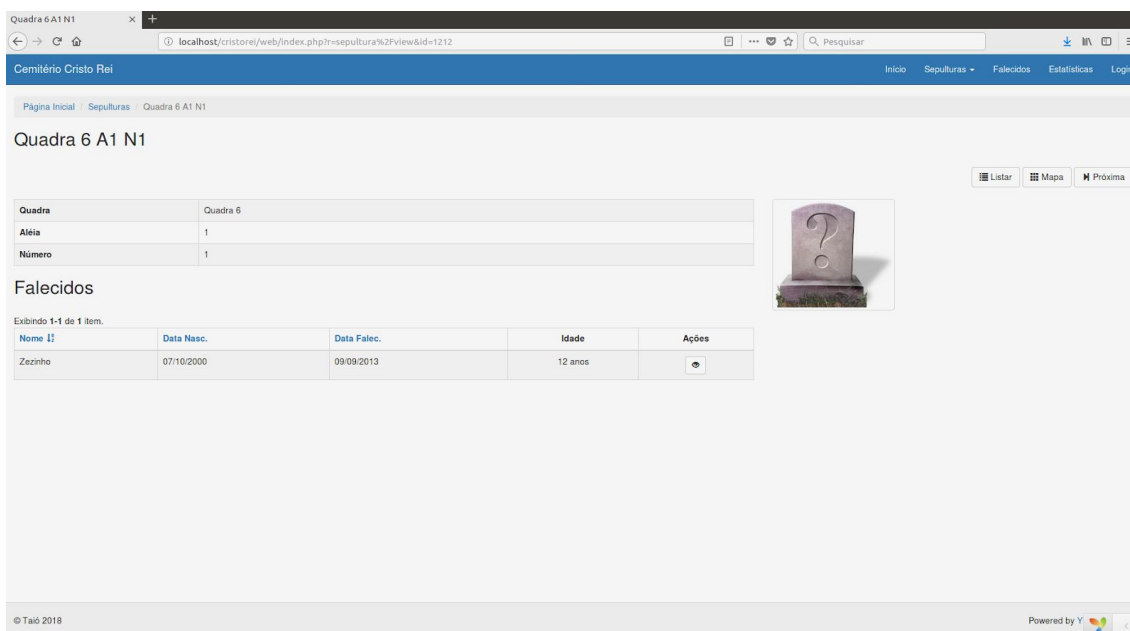 Quadra 6 A1 N1
localhost/cristorei/web/index.php?r=sepultura%2Fview&id=1212
Pesquisar
Cemitério Cristo Rei
Início Sepulturas Falecidos Estatísticas
Página Inicial / Sepulturas / Quadra 6 A1 N1
Quadra 6 A1 N1
Listar Mapa Próxima
Quadra Quadra 6
Aléia 1
Número 1
?
Falecidos
Exibindo 1-1 de 1 item.
Nome Data Nasc. Data Falec. Idade Ações
Zezinho 07/10/2000 09/09/2013 12 anos
© Taió 2018 Powered by